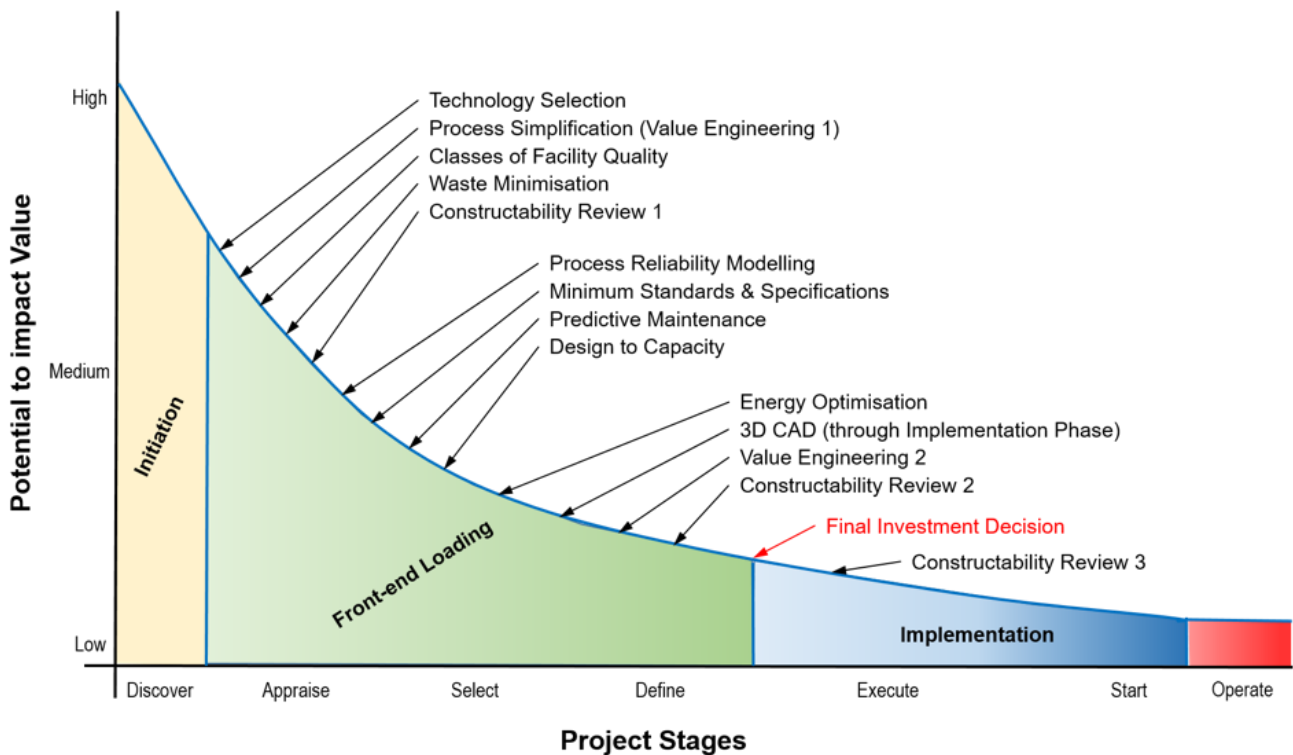 High
Technology Selection
Process Simplification (Value Engineering 1)
Classes of Facility Quality
Waste Minimisation
Constructability Review 1
Potential to impact Value
Process Reliability Modelling
Minimum Standards & Specifications
Predictive Maintenance
Design to Capacity
Medium
Energy Optimisation
3D CAD (through Implementation Phase)
Value Engineering 2
Constructability Review 2
Initiation
Final Investment Decision
Constructability Review 3
Front-end Loading
Implementation
Low
Discover
Appraise
Select
Define
Execute
Start
Operate
Project Stages